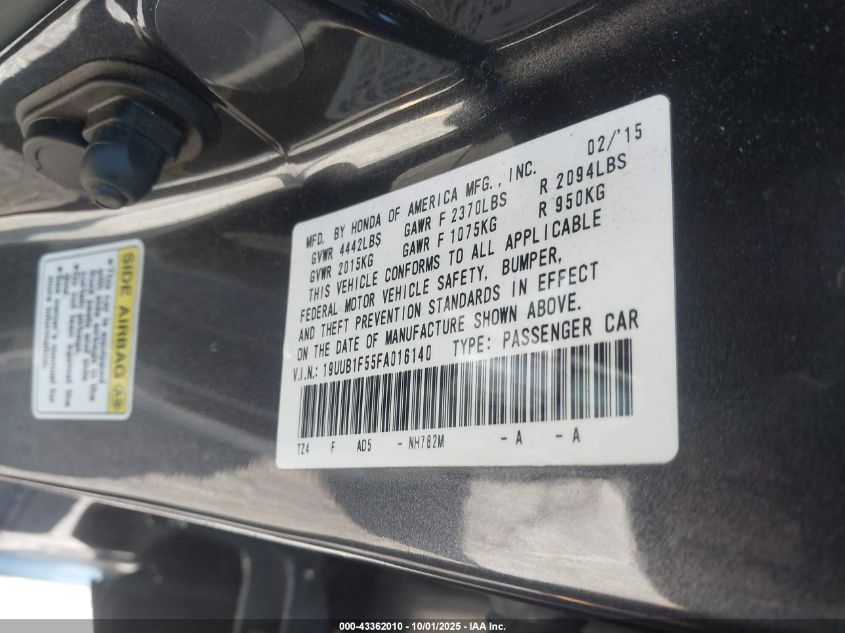 02/'15
MFD. BY HONDA OF AMERICA MFG., INC.
GVWR 4442LBS GAWR F 2370LBS R 2094LBS
GVWR 2015KG GAWR F 1075KG R 950KG
THIS VEHICLE CONFORMS TO ALL APPLICABLE
FEDERAL MOTOR VEHICLE SAFETY, BUMPER,
AND THEFT PREVENTION STANDARDS IN EFFECT
ON THE DATE OF MANUFACTURE SHOWN ABOVE.
V.I.N.: 19UUB1F55FA016140 TYPE: PASSENGER CAR
TZ4 F AD5 - NH782M - A - A
SIDE AIRBAG
000-43362010 - 10/01/2025 - IAA Inc.